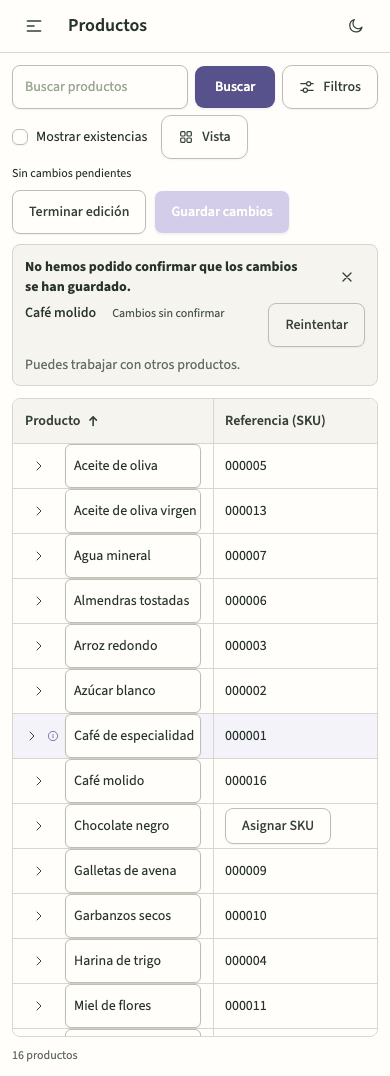 Productos
Buscar productos
Buscar
Filtros
Mostrar existencias
Vista
Sin cambios pendientes
Terminar edición
Guardar cambios
No hemos podido confirmar que los cambios
se han guardado.
Café molido
Cambios sin confirmar
Reintentar
Puedes trabajar con otros productos.
Producto
Referencia (SKU)
Aceite de oliva
000005
Aceite de oliva virgen
000013
Agua mineral
000007
Almendras tostadas
000006
Arroz redondo
000003
Azúcar blanco
000002
Café de especialidad
000001
Café molido
000016
Chocolate negro
Asignar SKU
Galletas de avena
000009
Garbanzos secos
000010
Harina de trigo
000004
Miel de flores
000011
16 productos